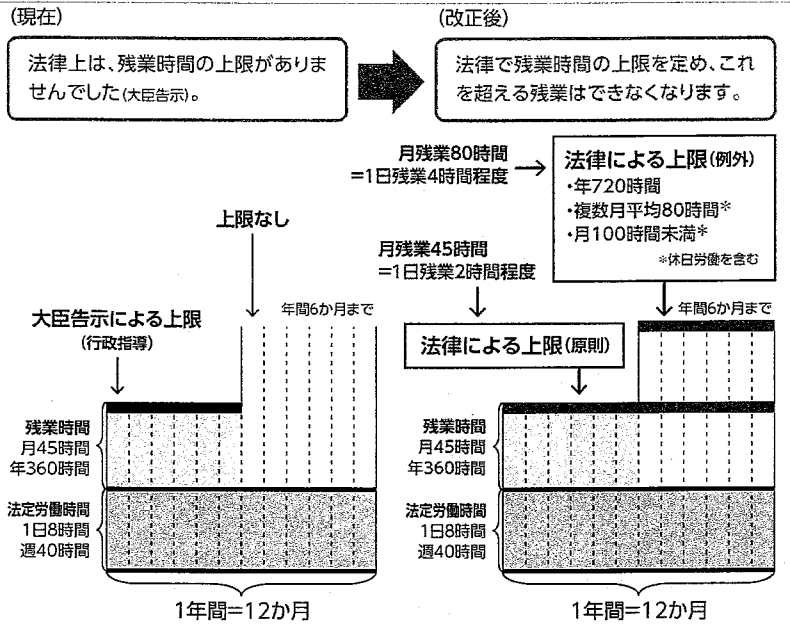 (現在)
法律上は、残業時間の上限がありま
せんでした(大臣告示)。
(改正後)
法律で残業時間の上限を定め、これ
を超える残業はできなくなります。
月残業80時間
=1日残業4時間程度
法律による上限(例外)
・年720時間
・複数月平均80時間*
・月100時間未満*
*休日労働を含む
上限なし
月残業45時間
=1日残業2時間程度
年間6か月まで
年間6か月まで
大臣告示による上限
(行政指導)
法律による上限(原則)
残業時間
月45時間
年360時間
法定労働時間
1日8時間
週40時間
1年間=12か月
残業時間
月45時間
年360時間
法定労働時間
1日8時間
週40時間
1年間=12か月